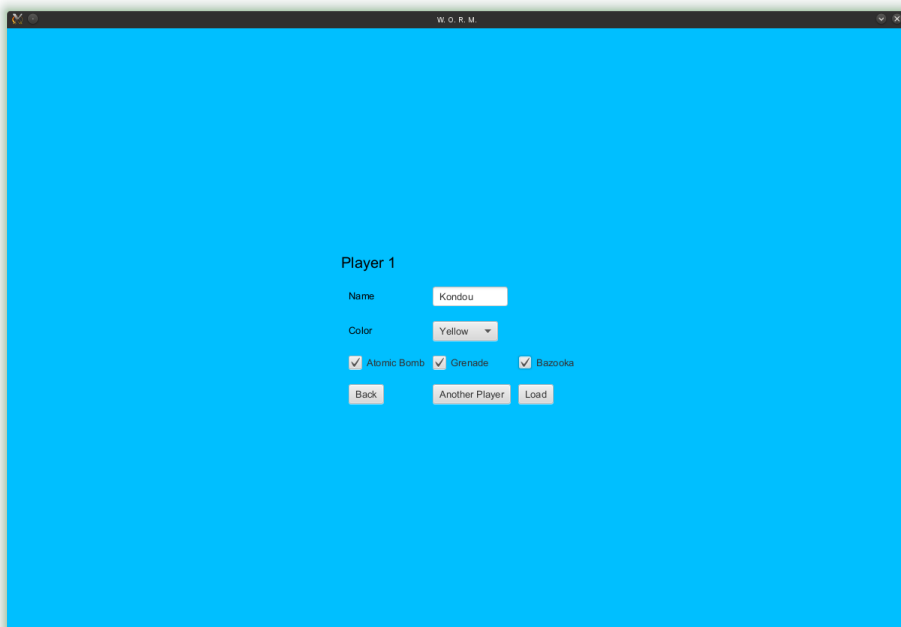 W. O. R. M.
Player 1
Name Kondou
Color Yellow
Atomic Bomb Grenade Bazooka
Back Another Player Load